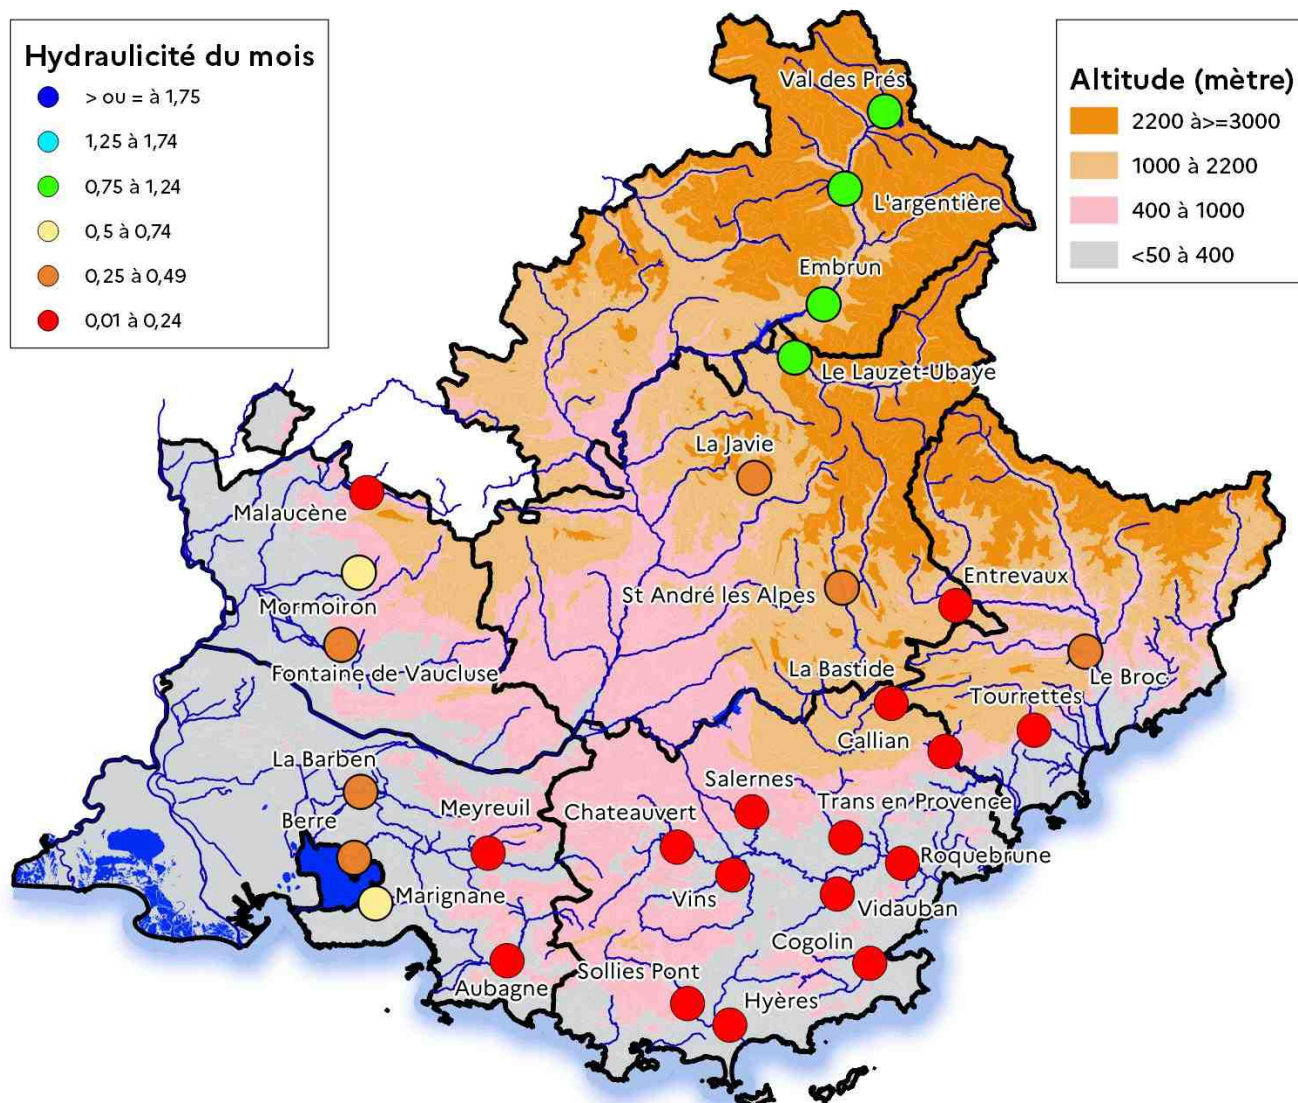 Hydraulicité du mois
> ou = à 1,75
1,25 à 1,74
0,75 à 1,24
0,5 à 0,74
0,25 à 0,49
0,01 à 0,24
Altitude (mètre)
2200 à>=3000
1000 à 2200
400 à 1000
<50 à 400
Val des Prés
L'argentière
Embrun
Le Lauzet-Ubaye
La Javie
Malaucène
Mormoiron
St André les Alpes
Entrevaux
Fontaine de Vaucluse
La Bastide
Le Broc
Tourrettes
Callian
La Barben
Salernes
Meyreuil
Chateauvert
Trans en Provence
Berre
Roquebrune
Marignane
Vins
Vidauban
Cogolin
Sollies Pont
Aubagne
Hyères